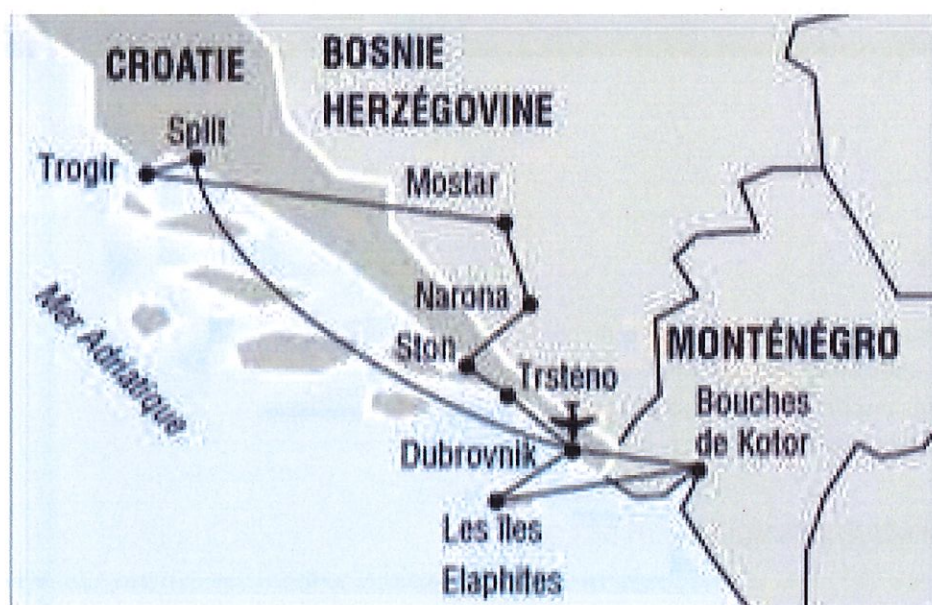 CROATIE
BOSNIE
HERZÉGOVINE
Split
Trogir
Mostar
Narona
Mer Adriatique
Ston
MONTÉNÉGRO
Trsteno
Bouches
de Kotor
Dubrovnik
Les îles
Elaphites